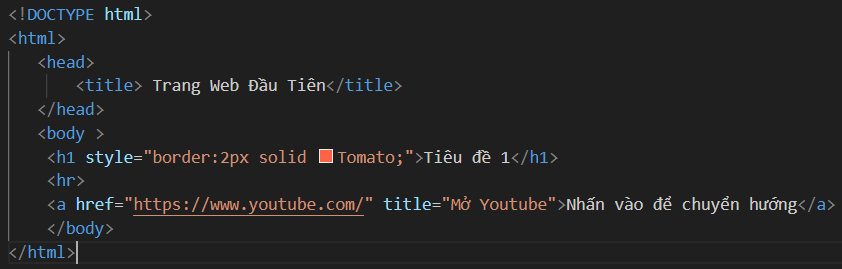 <!DOCTYPE html>
<html>
<head>
<title> Trang Web Đầu Tiên</title>
</head>
<body >
<h1 style="border:2px solid Tomato;">Tiêu đề 1</h1>
<hr>
<a href="https://www.youtube.com/" title="Mở Youtube">Nhấn vào để chuyển hướng</a>
</body>
</html>